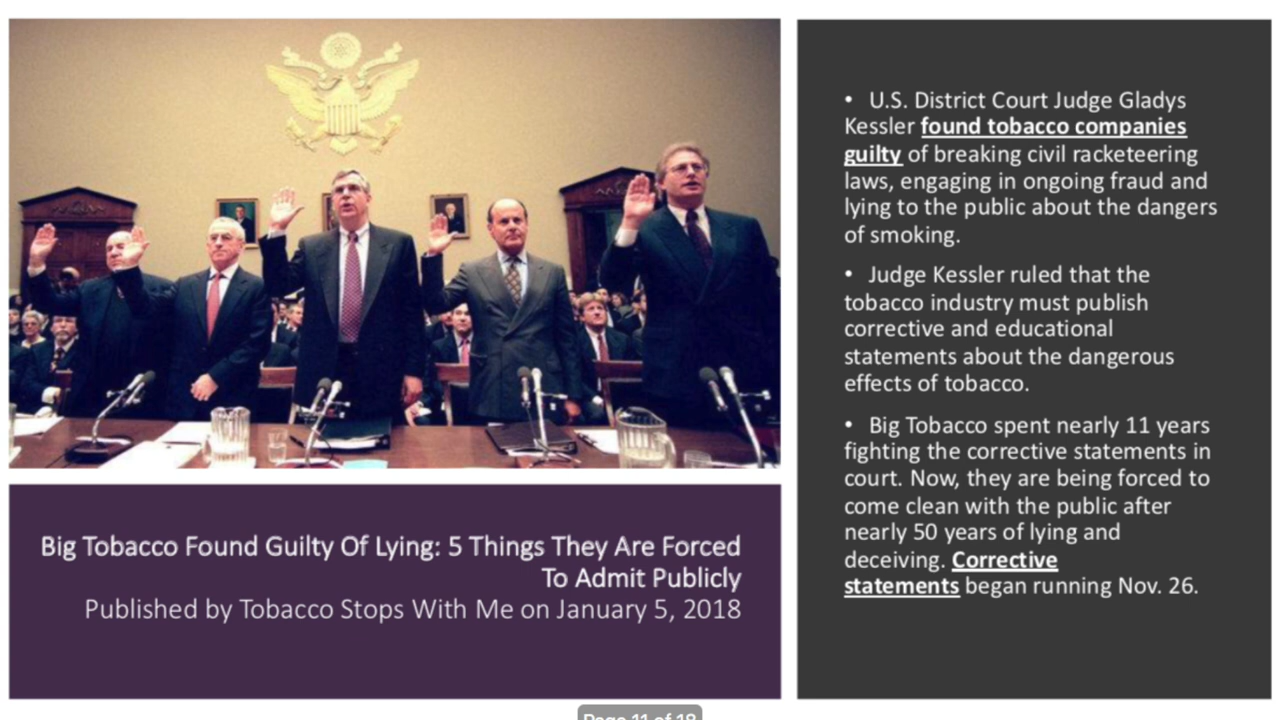 Big Tobacco Found Guilty Of Lying: 5 Things They Are Forced
To Admit Publicly
Published by Tobacco Stops With Me on January 5, 2018
• U.S. District Court Judge Gladys
Kessler found tobacco companies
guilty of breaking civil racketeering
laws, engaging in ongoing fraud and
lying to the public about the dangers
of smoking.
• Judge Kessler ruled that the
tobacco industry must publish
corrective and educational
statements about the dangerous
effects of tobacco.
• Big Tobacco spent nearly 11 years
fighting the corrective statements in
court. Now, they are being forced to
come clean with the public after
nearly 50 years of lying and
deceiving. Corrective
statements began running Nov. 26.
Page 11 of 19